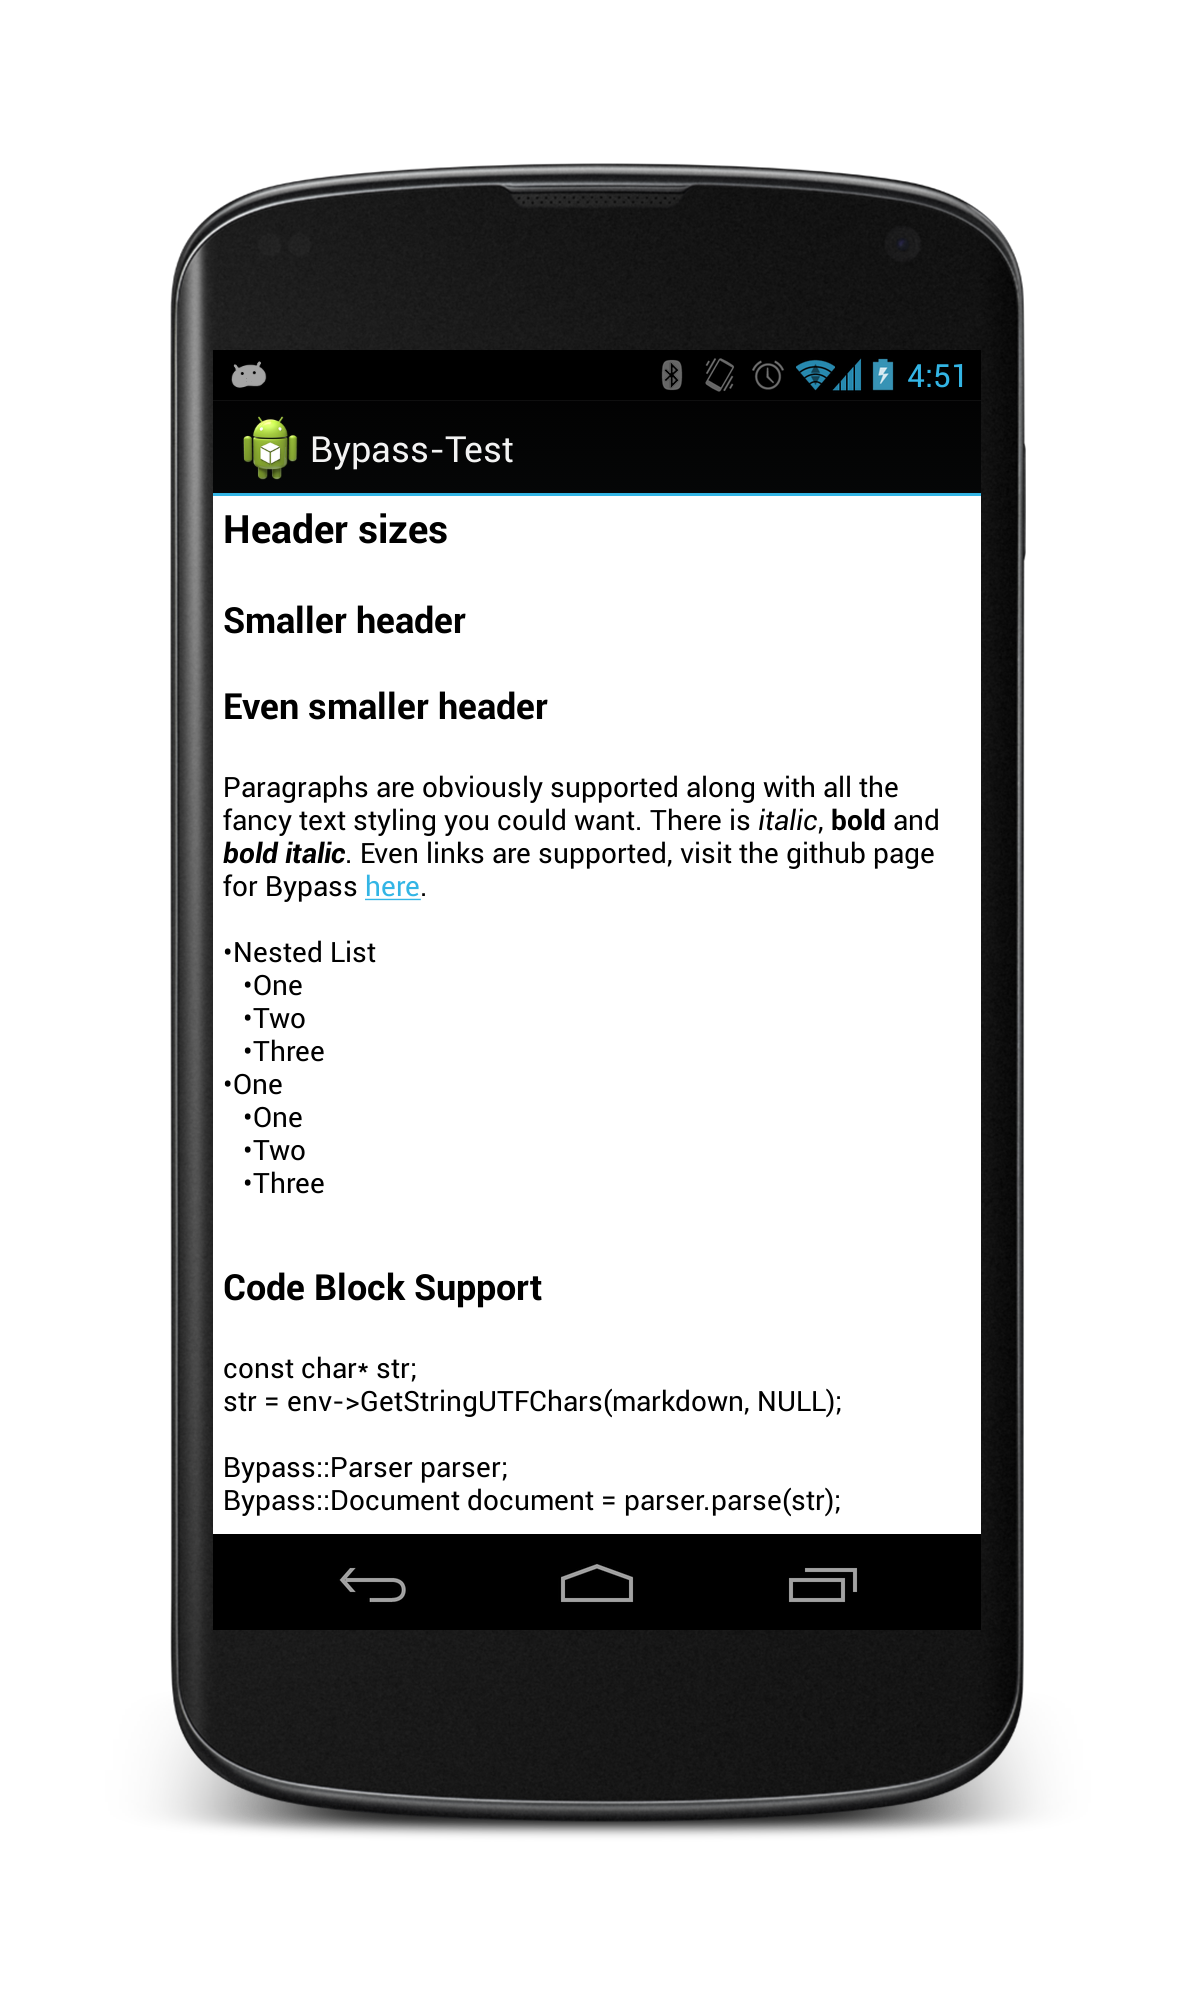 4:51
Bypass-Test
Header sizes
Smaller header
Even smaller header
Paragraphs are obviously supported along with all the
fancy text styling you could want. There is italic, bold and
bold italic. Even links are supported, visit the github page
for Bypass here.
•Nested List
•One
•Two
•Three
•One
•One
•Two
•Three
Code Block Support
const char* str;
str = env->GetStringUTFChars(markdown, NULL);
Bypass::Parser parser;
Bypass::Document document = parser.parse(str);